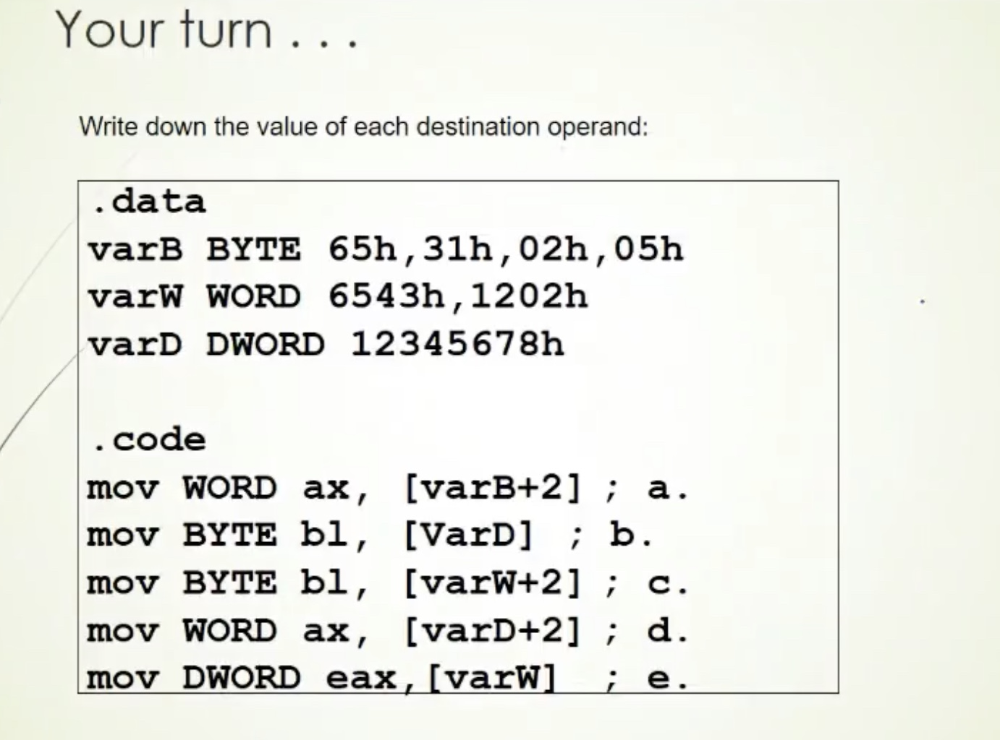 Your turn . . .
Write down the value of each destination operand:
.data
varB BYTE 65h,31h,02h,05h
varW WORD 6543h,1202h
varD DWORD 12345678h
.code
mov WORD ax, [varB+2] ; a.
mov BYTE bl, [VarD] ; b.
mov BYTE bl, [varW+2] ; c.
mov WORD ax, [varD+2] ; d.
mov DWORD eax,[varW] ; e.